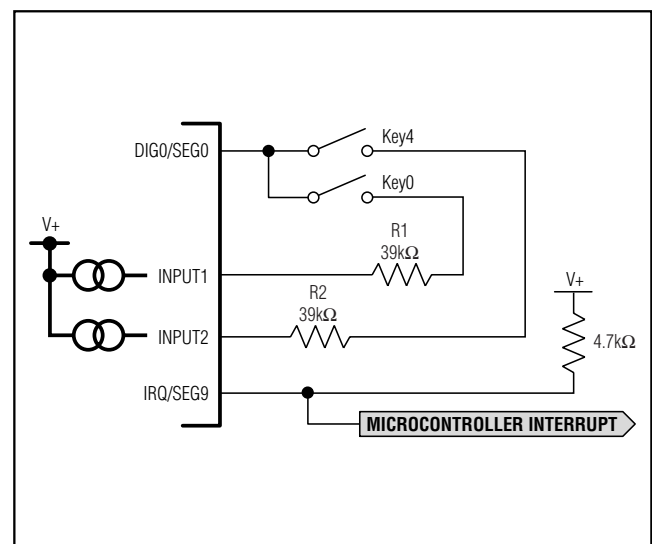 DIG0/SEG0
Key4
Key0
V+
R1
39kΩ
INPUT1
V+
R2
39kΩ
INPUT2
4.7kΩ
IRQ/SEG9
MICROCONTROLLER INTERRUPT